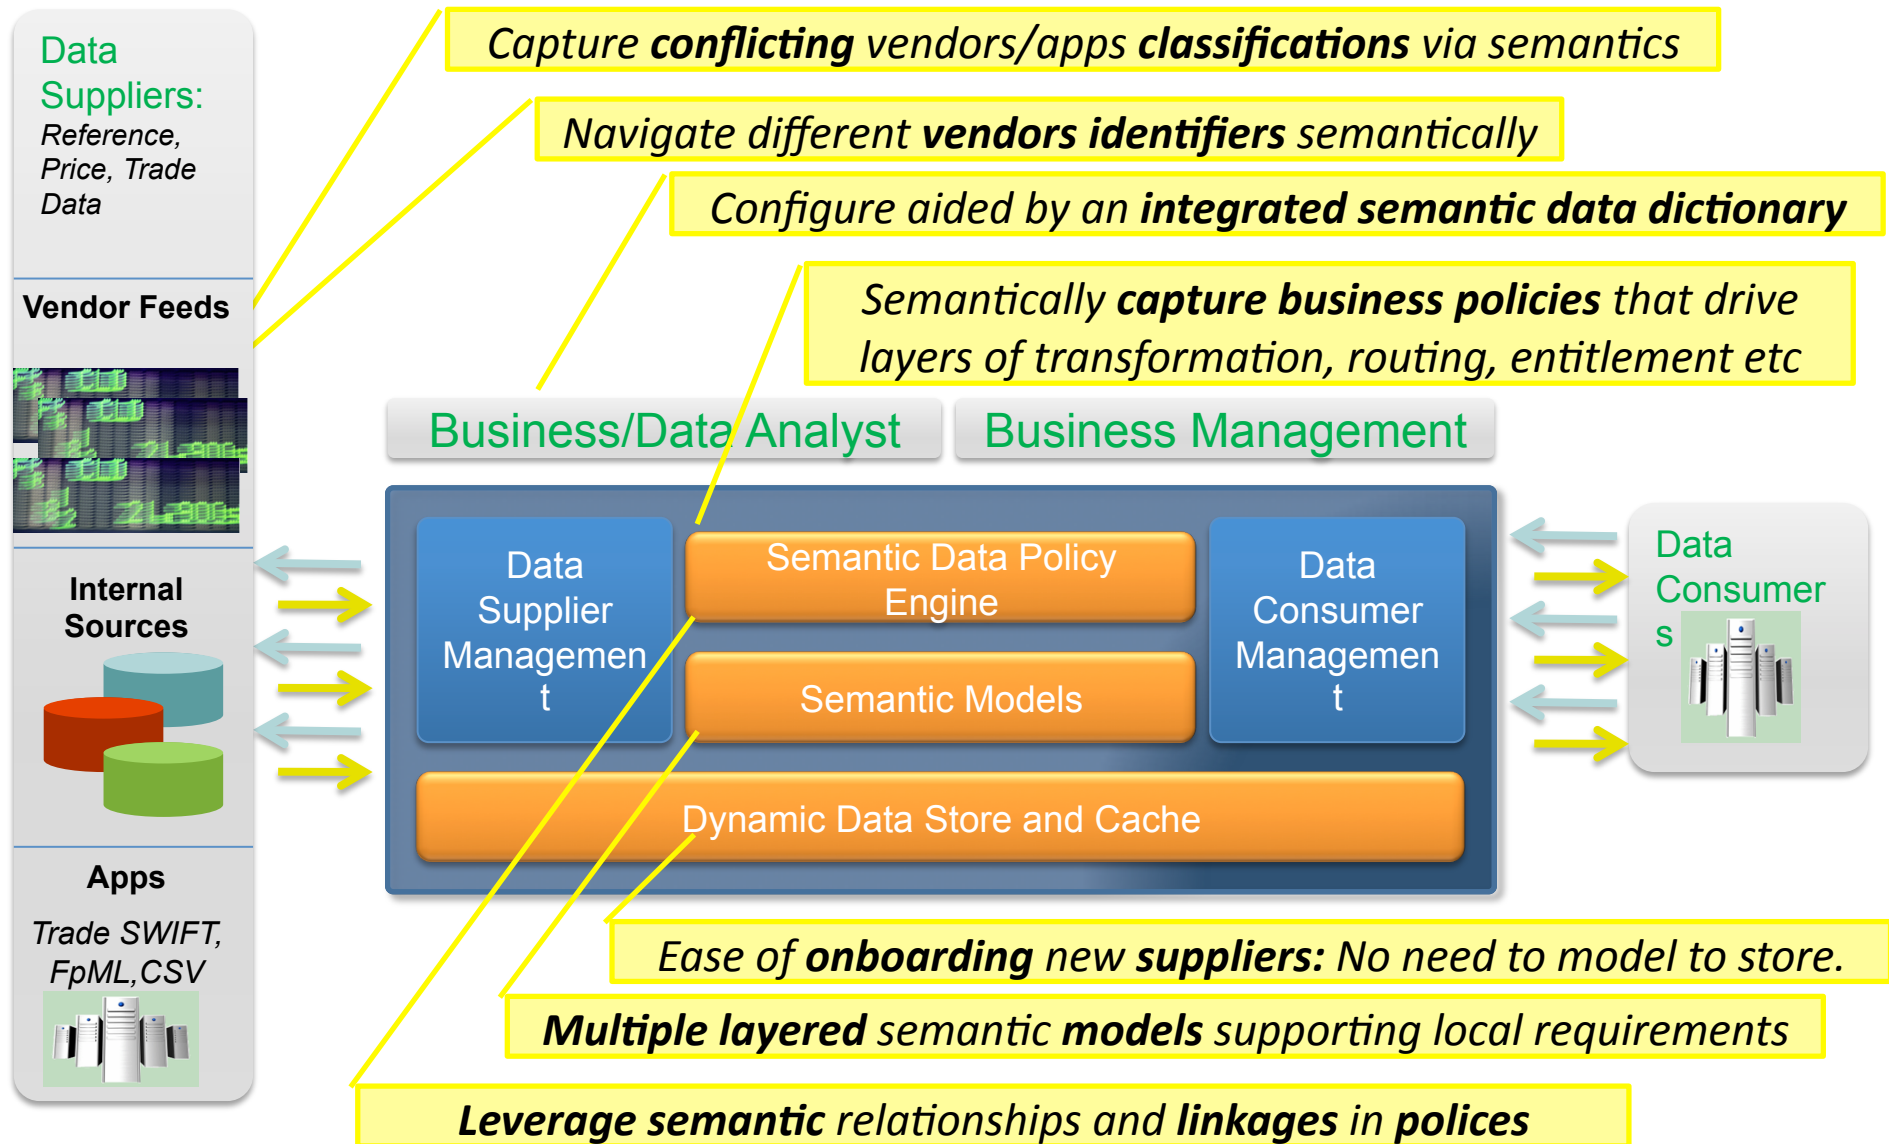 Data
Suppliers:
Reference,
Price, Trade
Data
Vendor Feeds
Internal
Sources
Apps
Trade SWIFT,
FpML,CSV
Capture conflicting vendors/apps classifications via semantics
Navigate different vendors identifiers semantically
Configure aided by an integrated semantic data dictionary
Semantically capture business policies that drive
layers of transformation, routing, entitlement etc
Business/Data Analyst
Business Management
Data
Supplier
Managemen
t
Semantic Data Policy
Engine
Semantic Models
Data
Consumer
Managemen
t
Dynamic Data Store and Cache
Data
Consumer
s
Ease of onboarding new suppliers: No need to model to store.
Multiple layered semantic models supporting local requirements
Leverage semantic relationships and linkages in polices